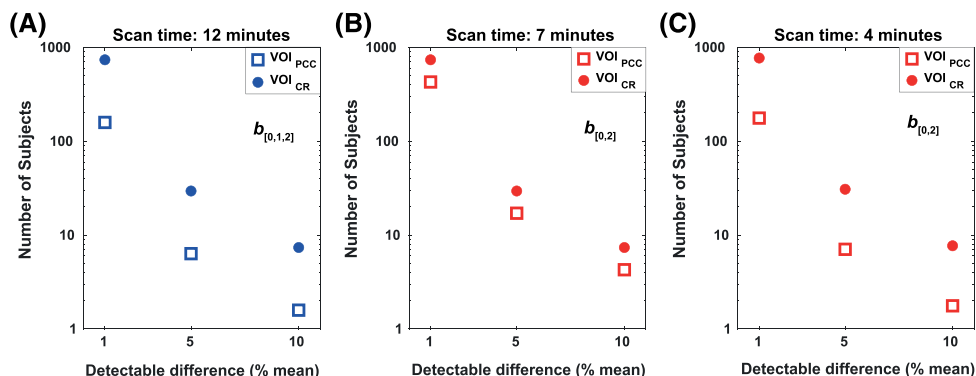 (A)
Scan time: 12 minutes
1000
100
10
1
Number of Subjects
VOI PCC
VOI CR
b[0,1,2]
1 5 10
Detectable difference (% mean)
(B)
Scan time: 7 minutes
1000
100
10
1
Number of Subjects
VOI PCC
VOI CR
b[0,2]
1 5 10
Detectable difference (% mean)
(C)
Scan time: 4 minutes
1000
100
10
1
Number of Subjects
VOI PCC
VOI CR
b[0,2]
1 5 10
Detectable difference (% mean)